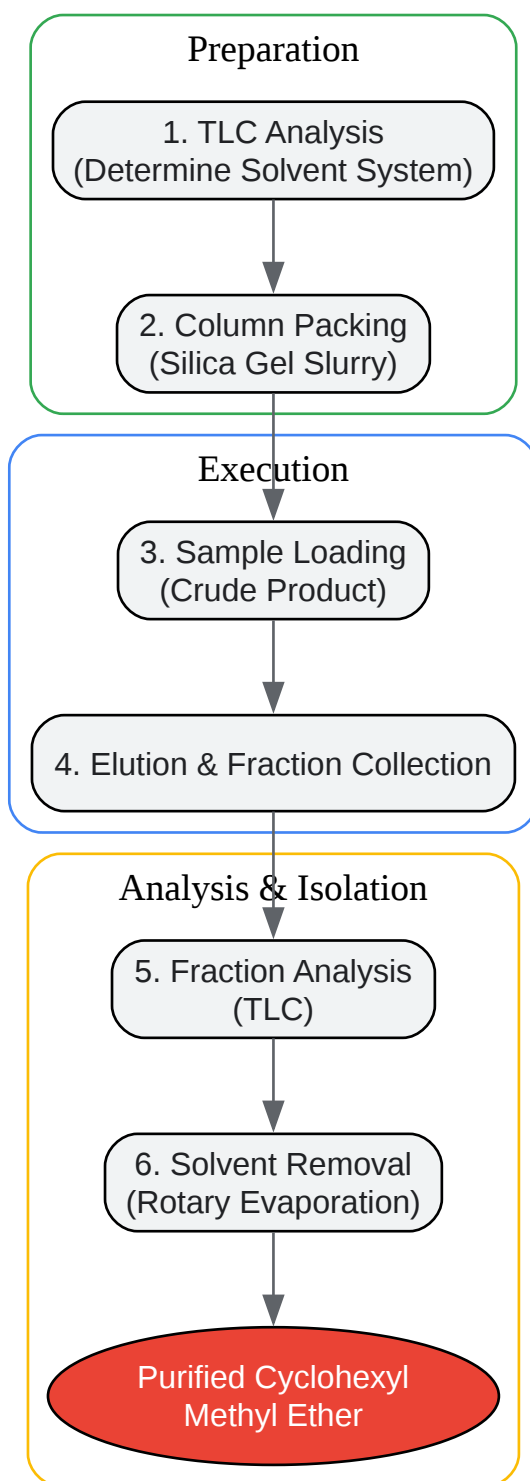 Preparation
1. TLC Analysis
(Determine Solvent System)
2. Column Packing
(Silica Gel Slurry)
Execution
3. Sample Loading
(Crude Product)
4. Elution & Fraction Collection
Analysis & Isolation
5. Fraction Analysis
(TLC)
6. Solvent Removal
(Rotary Evaporation)
Purified Cyclohexyl
Methyl Ether